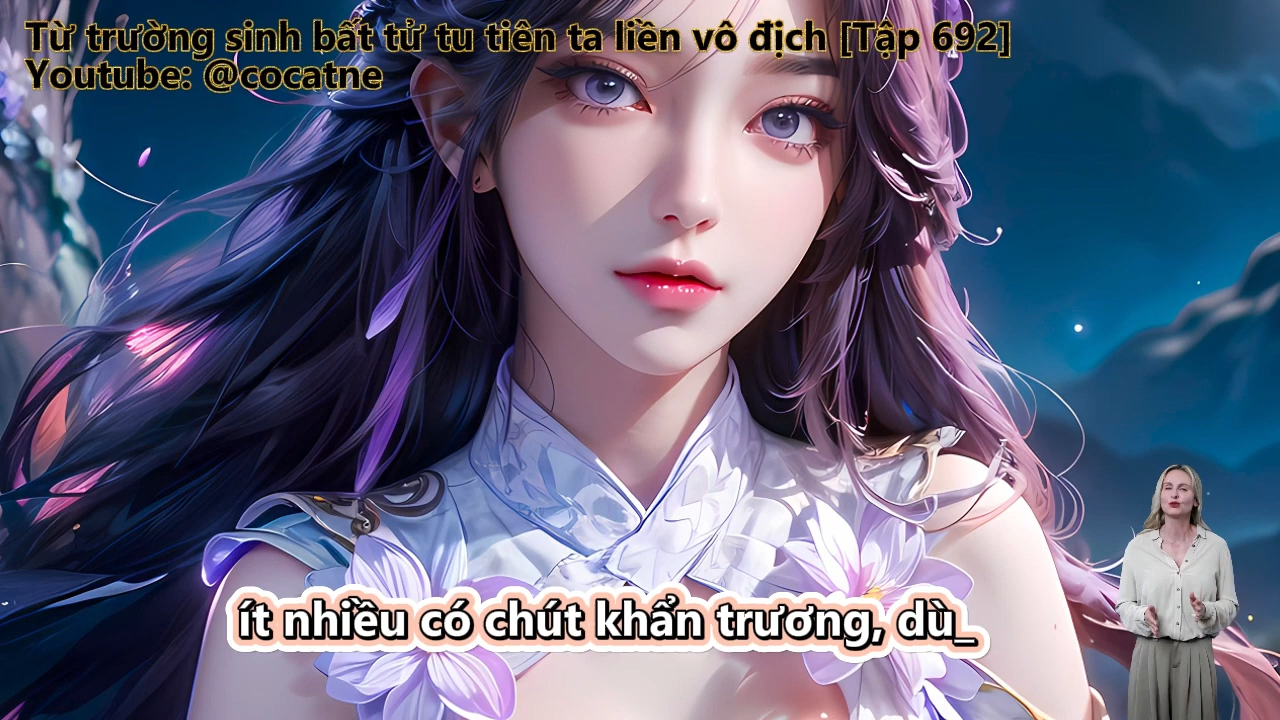 Từ trường sinh bất tử tu tiên ta liền vô địch [Tập 692]
Youtube: @cocatne
ít nhiều có chút khẩn trương, dù_